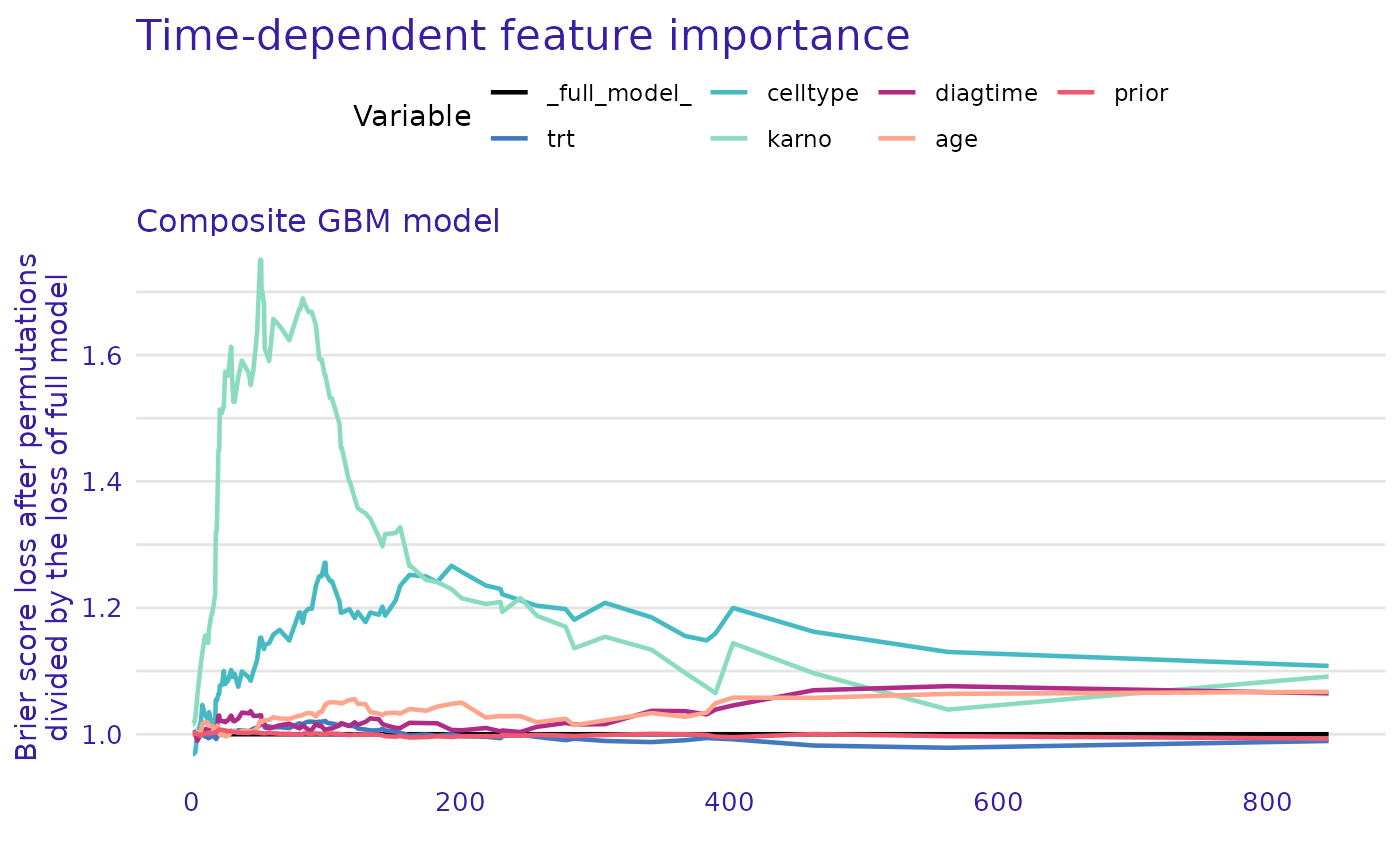 Time-dependent feature importance
Variable
_full_model_ celltype diagtime prior
trt karno age
Composite GBM model
Brier score loss after permutations
divided by the loss of full model
1.6
1.4
1.2
1.0
0 200 400 600 800